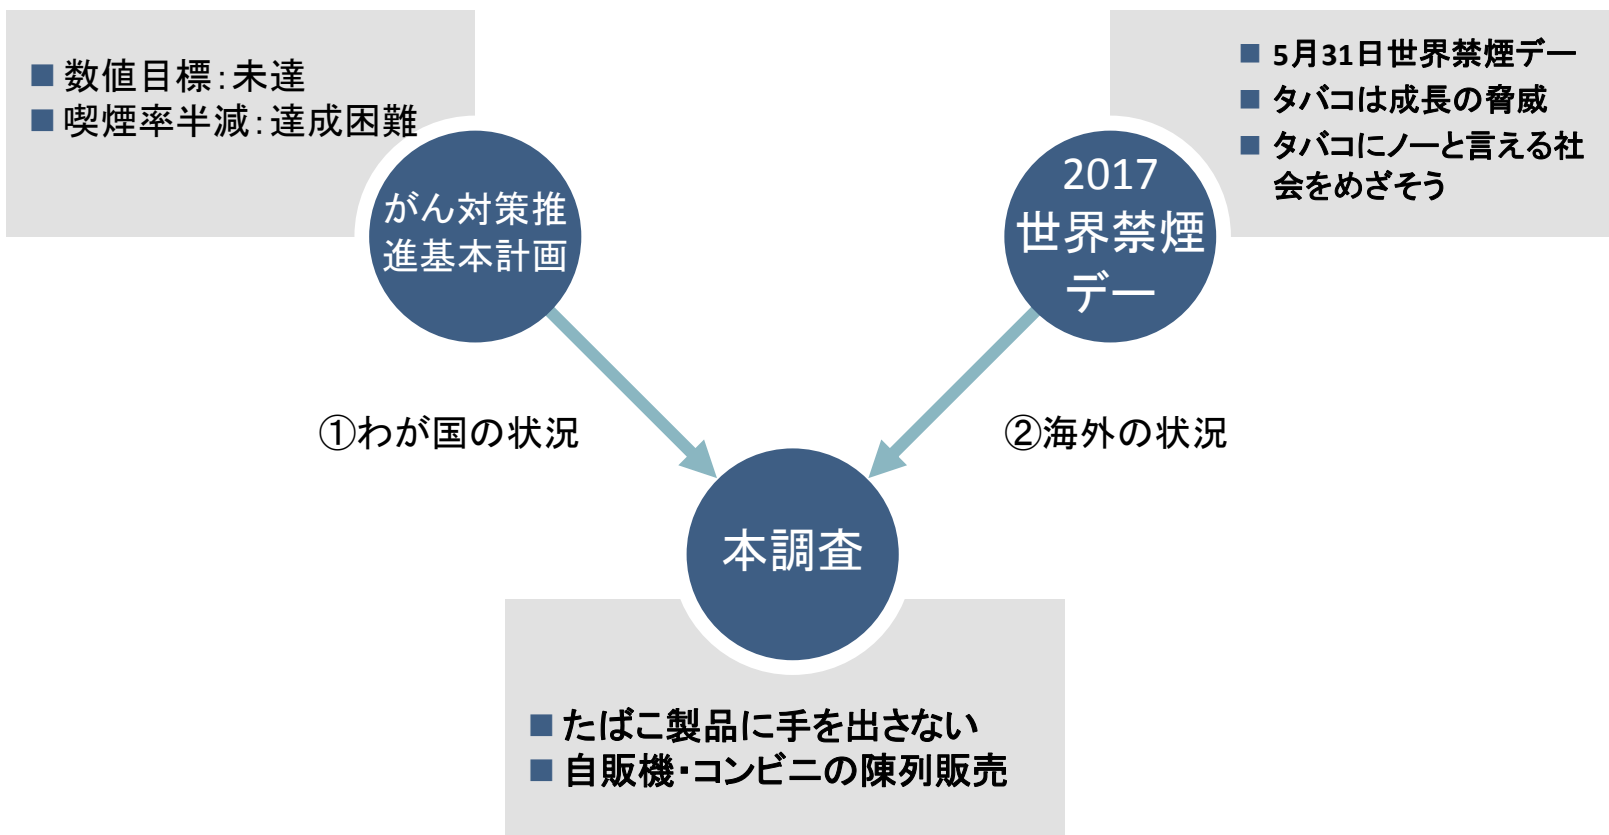 数値目標:未達
喫煙率半減:達成困難
がん対策推
進基本計画
5月31日世界禁煙デー
タバコは成長の脅威
タバコにノーと言える社
会をめざそう
2017
世界禁煙
デー
①わが国の状況
②海外の状況
本調査
たばこ製品に手を出さない
自販機・コンビニの陳列販売